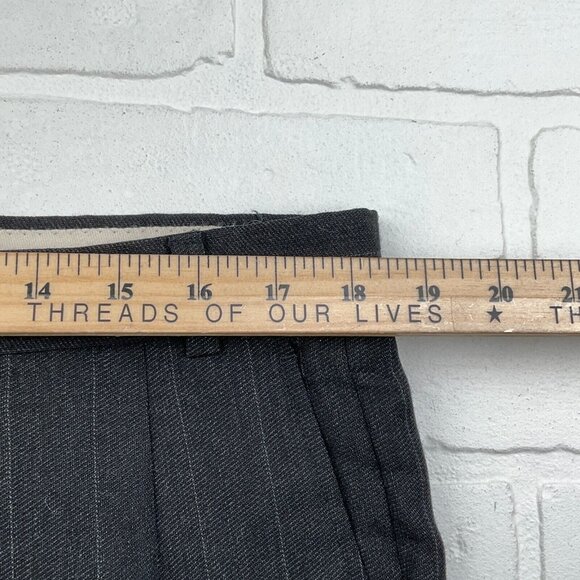 14 15 16 17 18 19 20 21
THREADS OF OUR LIVES ★ TH